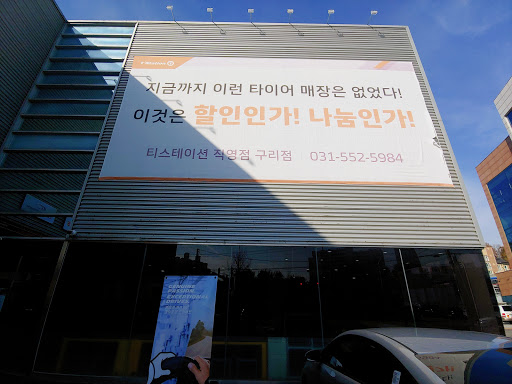 지금까지 이런 타이어 매장은 없었다!
이것은 할인인가! 나눔인가!
티스테이션 직영점 구리점 031-552-5984